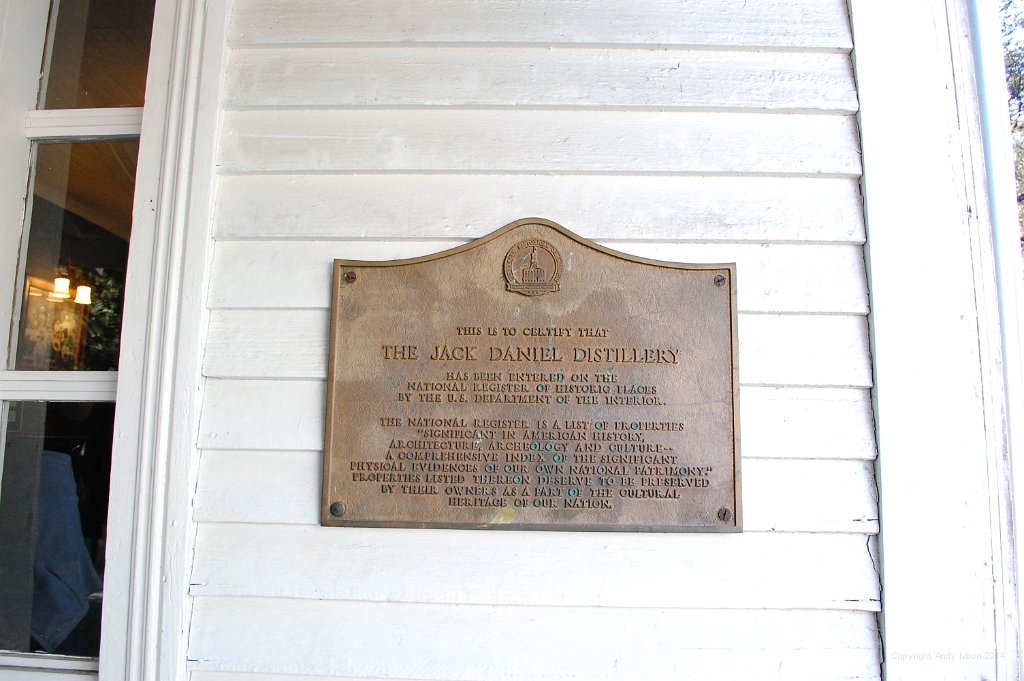 THIS IS TO CERTIFY THAT
THE JACK DANIEL DISTILLERY
HAS BEEN ENTERED ON THE
NATIONAL REGISTER OF HISTORIC PLACES
BY THE U.S. DEPARTMENT OF THE INTERIOR.
THE NATIONAL REGISTER IS A LIST OF PROPERTIES
"SIGNIFICANT IN AMERICAN HISTORY,
ARCHITECTURE, ARCHEOLOGY AND CULTURE--
A COMPREHENSIVE INDEX OF THE SIGNIFICANT
PHYSICAL EVIDENCES OF OUR OWN NATIONAL PATRIMONY."
PROPERTIES LISTED THEREON DESERVE TO BE PRESERVED
BY THEIR OWNERS AS A PART OF THE CULTURAL
HERITAGE OF OUR NATION.
Copyright Andy 2014